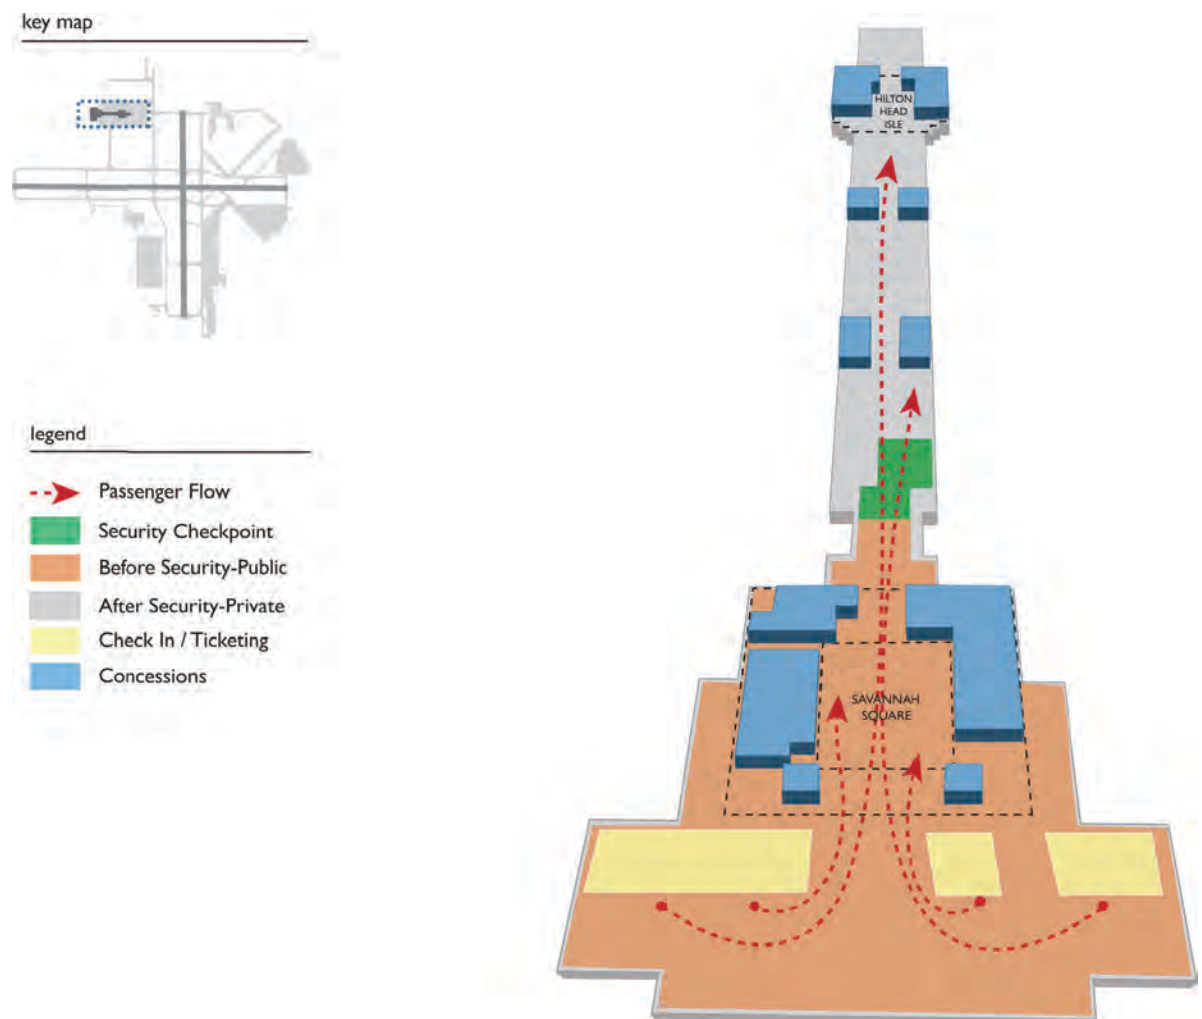 key map
legend
Passenger Flow
Security Checkpoint
Before Security-Public
After Security-Private
Check In / Ticketing
Concessions
HILTON
HEAD
ISLE
SAVANNAH
SQUARE